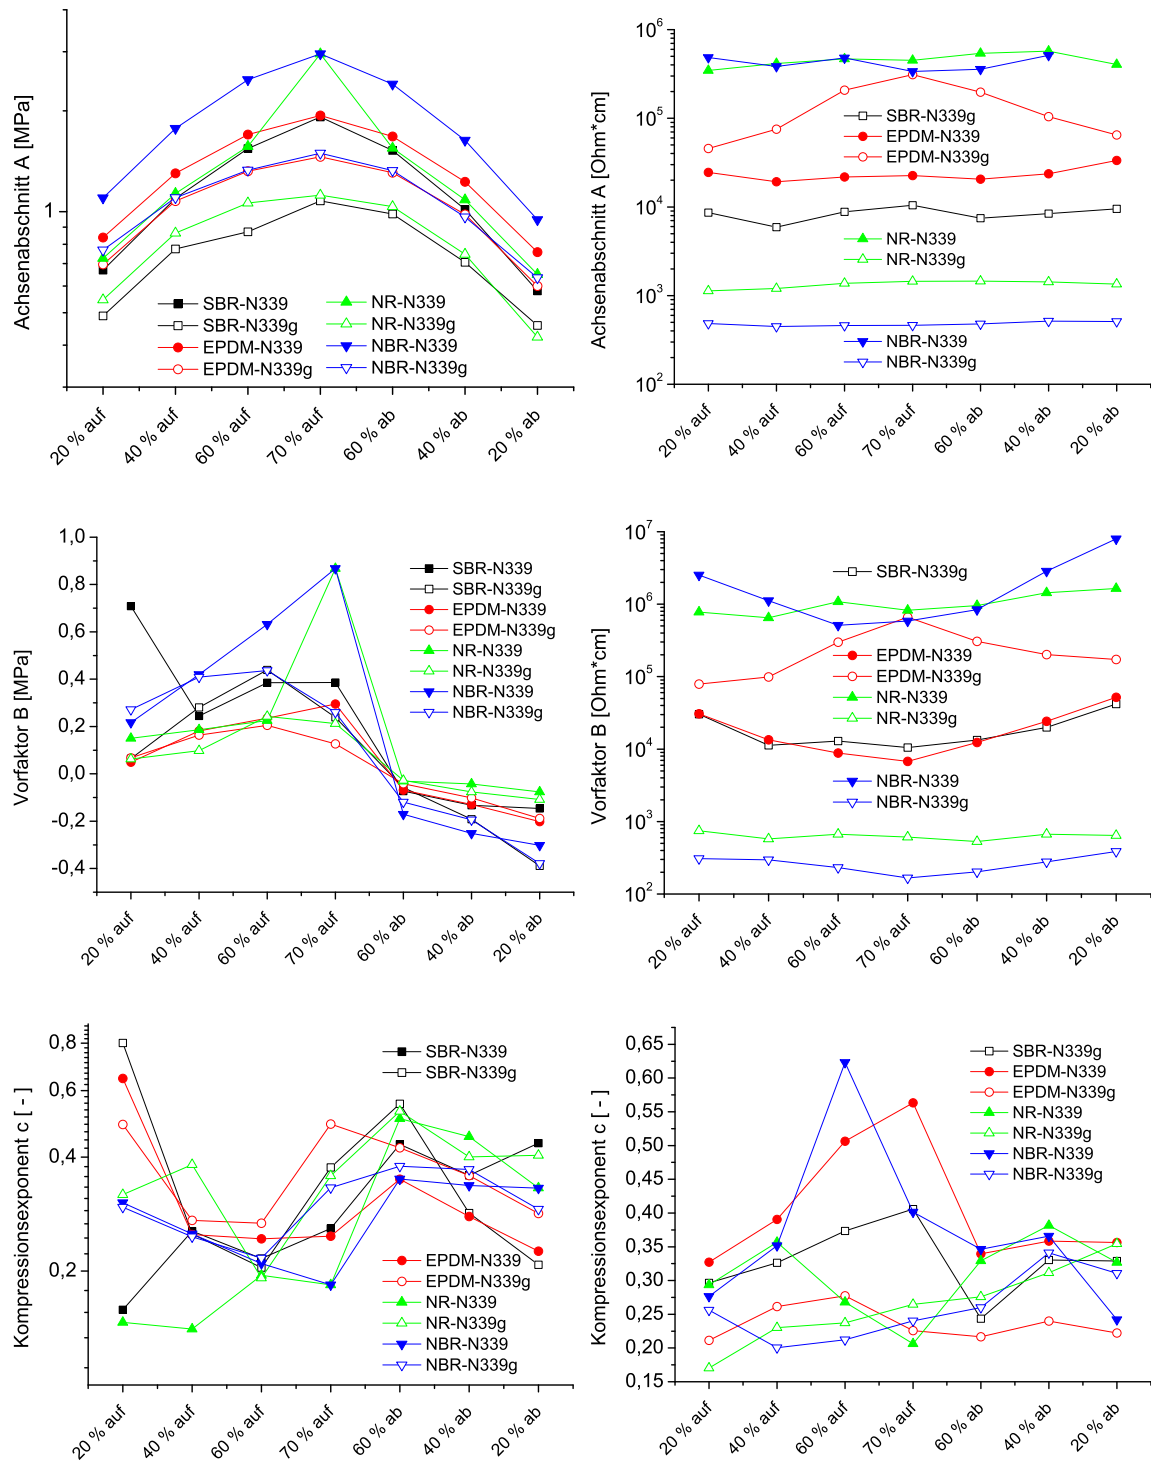 Achsenabschnitt A [MPa]
1
SBR-N339
SBR-N339g
EPDM-N339
EPDM-N339g
NR-N339
NR-N339g
NBR-N339
NBR-N339g
20 % auf
40 % auf
60 % auf
70 % auf
60 % ab
40 % ab
20 % ab
Achsenabschnitt A [Ohm*cm]
10^6
10^5
10^4
10^3
10^2
SBR-N339g
EPDM-N339
EPDM-N339g
NR-N339
NR-N339g
NBR-N339
NBR-N339g
20 % auf
40 % auf
60 % auf
70 % auf
60 % ab
40 % ab
20 % ab
Vorfaktor B [MPa]
1,0
0,8
0,6
0,4
0,2
0,0
-0,2
-0,4
SBR-N339
SBR-N339g
EPDM-N339
EPDM-N339g
NR-N339
NR-N339g
NBR-N339
NBR-N339g
20 % auf
40 % auf
60 % auf
70 % auf
60 % ab
40 % ab
20 % ab
Vorfaktor B [Ohm*cm]
10^7
10^6
10^5
10^4
10^3
10^2
SBR-N339g
EPDM-N339
EPDM-N339g
NR-N339
NR-N339g
NBR-N339
NBR-N339g
20 % auf
40 % auf
60 % auf
70 % auf
60 % ab
40 % ab
20 % ab
Kompressionsexponent c [ - ]
0,8
0,6
0,4
0,2
SBR-N339
SBR-N339g
EPDM-N339
EPDM-N339g
NR-N339
NR-N339g
NBR-N339
NBR-N339g
20 % auf
40 % auf
60 % auf
70 % auf
60 % ab
40 % ab
20 % ab
Kompressionsexponent c [ - ]
0,65
0,60
0,55
0,50
0,45
0,40
0,35
0,30
0,25
0,20
0,15
SBR-N339g
EPDM-N339
EPDM-N339g
NR-N339
NR-N339g
NBR-N339
NBR-N339g
20 % auf
40 % auf
60 % auf
70 % auf
60 % ab
40 % ab
20 % ab